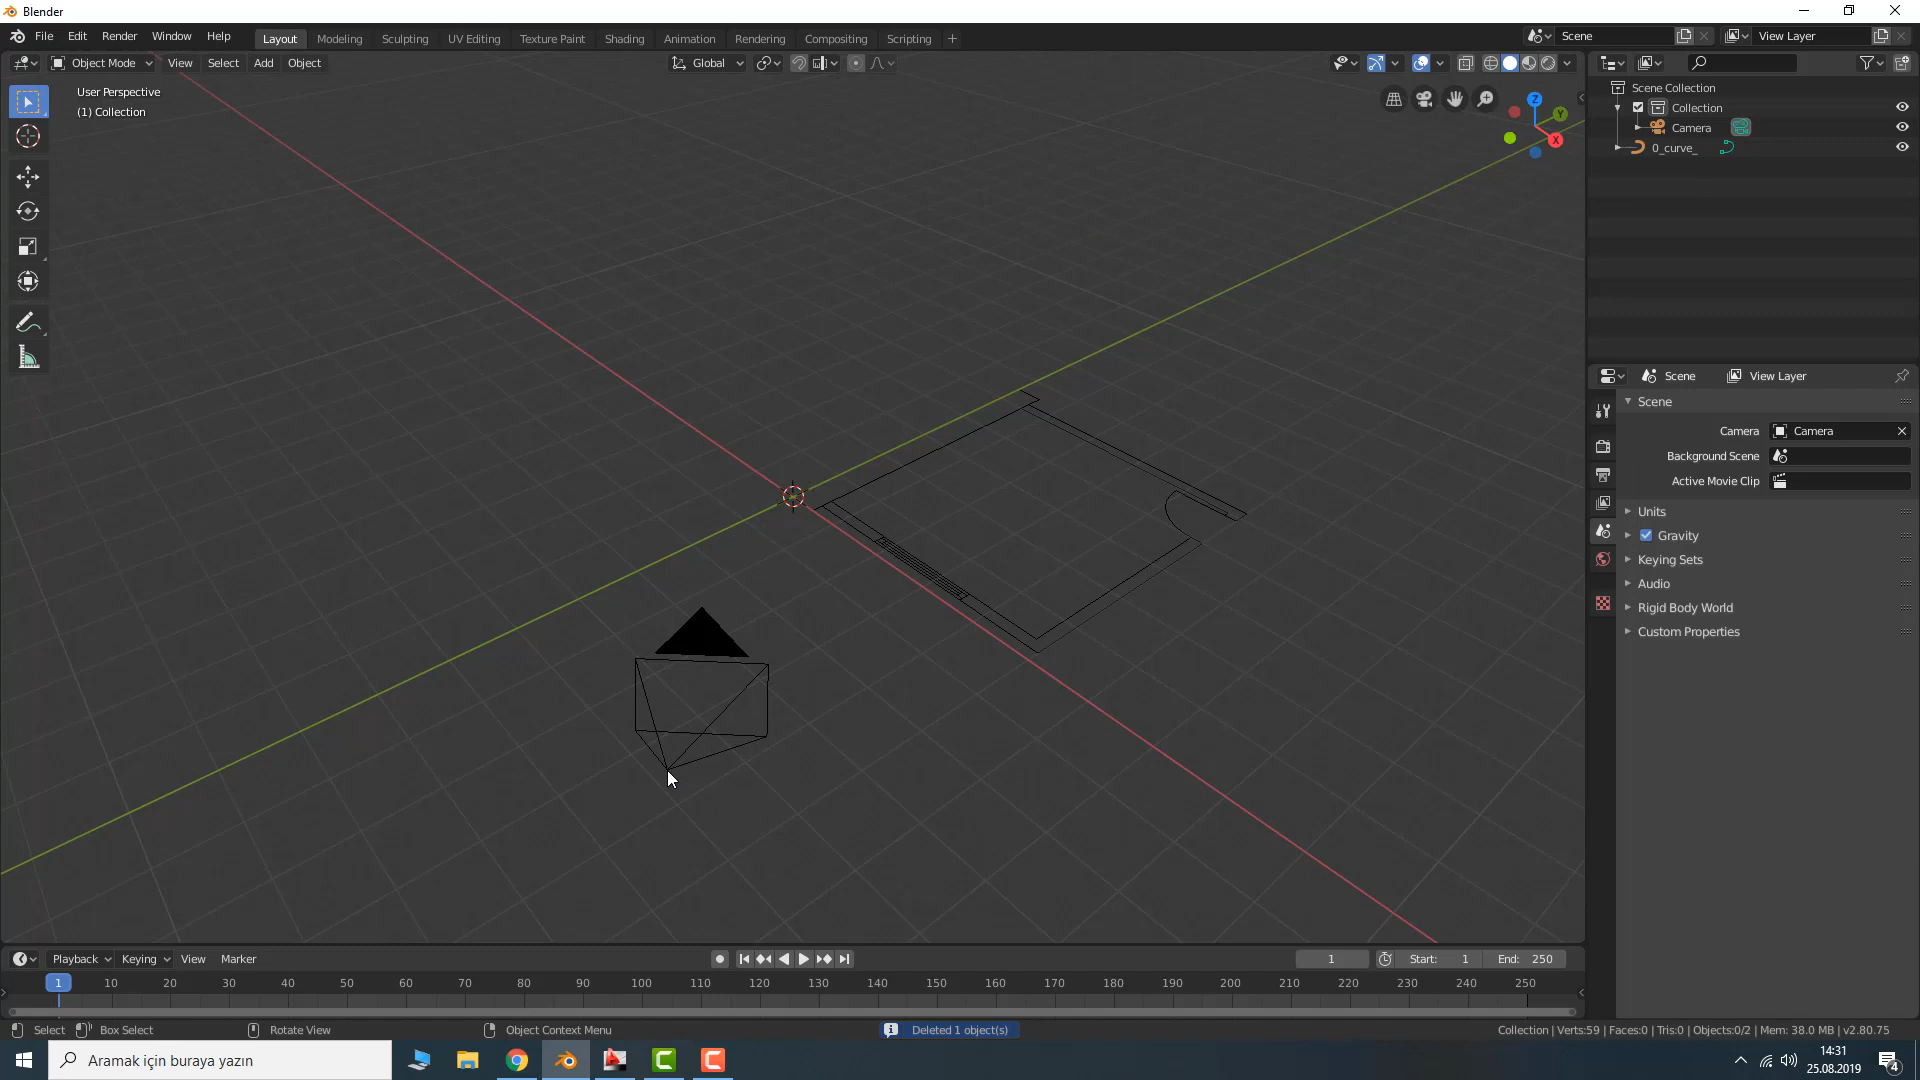 Blender
File Edit Render Window Help
Layout Modeling Sculpting UV Editing Texture Paint Shading Animation Rendering Compositing Scripting +
Scene
View Layer
Object Mode View Select Add Object
Global
User Perspective
(1) Collection
Z
Y
X
Scene Collection
Collection
Camera
0_curve_
Scene View Layer
Scene
Camera Camera
Background Scene
Active Movie Clip
Units
Gravity
Keying Sets
Audio
Rigid Body World
Custom Properties
Playback Keying View Marker
1
Start: 1
End: 250
1 10 20 30 40 50 60 70 80 90 100 110 120 130 140 150 160 170 180 190 200 210 220 230 240 250
Select Box Select Rotate View Object Context Menu
Deleted 1 object(s)
Collection | Verts:59 | Faces:0 | Tris:0 | Objects:0/2 | Mem: 38.0 MB | v2.80.75
Aramak için buraya yazın
14:31
25.08.2019
4